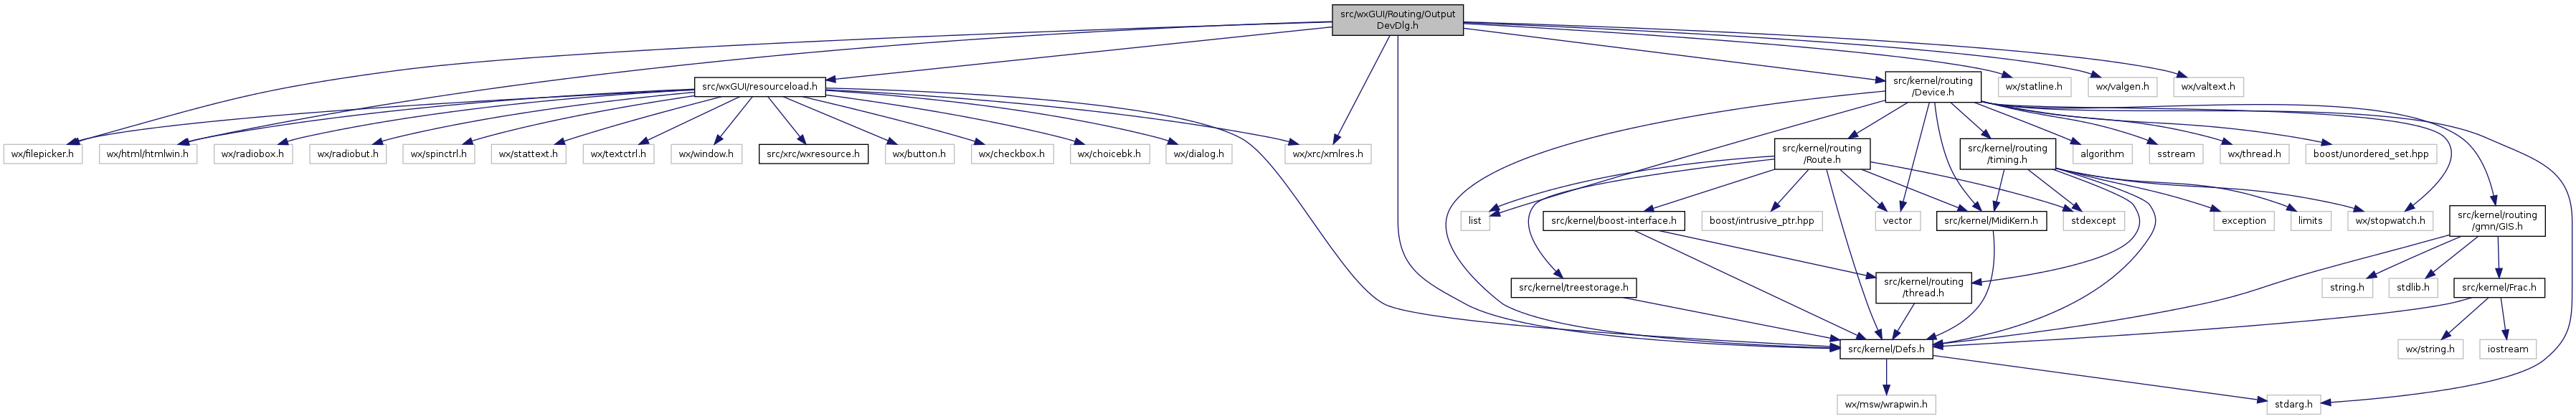 src/wxGUI/Routing/Output
DevDlg.h
src/wxGUI/resourceload.h
src/kernel/routing
/Device.h
wx/statline.h
wx/valgen.h
wx/valtext.h
wx/filepicker.h
wx/html/htmlwin.h
wx/radiobox.h
wx/radiobut.h
wx/spinctrl.h
wx/stattext.h
wx/textctrl.h
wx/window.h
src/xrc/wxresource.h
wx/button.h
wx/checkbox.h
wx/choicebk.h
wx/dialog.h
wx/xrc/xmlres.h
src/kernel/routing
/Route.h
src/kernel/routing
/timing.h
algorithm
sstream
wx/thread.h
boost/unordered_set.hpp
list
src/kernel/boost-interface.h
boost/intrusive_ptr.hpp
vector
src/kernel/MidiKern.h
stdexcept
exception
limits
wx/stopwatch.h
src/kernel/routing
/gmn/GIS.h
src/kernel/treestorage.h
src/kernel/routing
/thread.h
string.h
stdlib.h
src/kernel/Frac.h
src/kernel/Defs.h
wx/string.h
iostream
wx/msw/wrapwin.h
stdarg.h